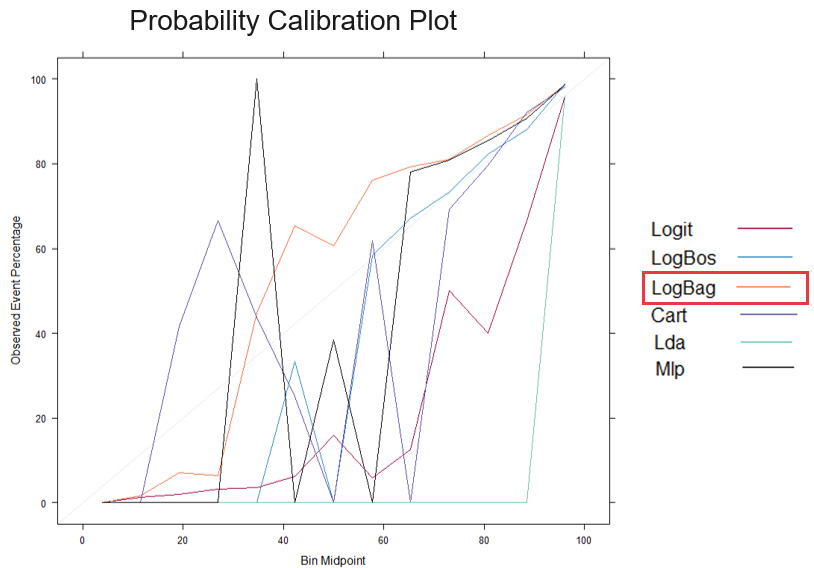 Probability Calibration Plot
100
80
60
40
20
0
Observed Event Percentage
0 20 40 60 80 100
Bin Midpoint
Logit
LogBos
LogBag
Cart
Lda
Mlp